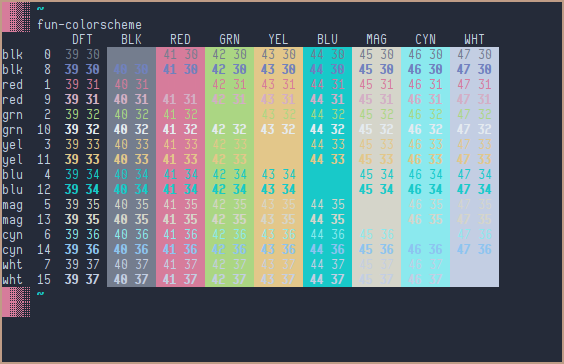 ~
fun-colorscheme
DFT BLK RED GRN YEL BLU MAG CYN WHT
blk 0 39 30 41 30 42 30 43 30 44 30 45 30 46 30 47 30
blk 8 39 30 40 30 41 30 42 30 43 30 44 30 45 30 46 30 47 30
red 1 39 31 40 31 42 31 43 31 44 31 45 31 46 31 47 31
red 9 39 31 40 31 41 31 42 31 43 31 44 31 45 31 46 31 47 31
grn 2 39 32 40 32 41 32 43 32 44 32 45 32 46 32 47 32
grn 10 39 32 40 32 41 32 42 32 43 32 44 32 45 32 46 32 47 32
yel 3 39 33 40 33 41 33 42 33 44 33 45 33 46 33 47 33
yel 11 39 33 40 33 41 33 42 33 44 33 45 33 46 33 47 33
blu 4 39 34 40 34 41 34 42 34 43 34 45 34 46 34 47 34
blu 12 39 34 40 34 41 34 42 34 43 34 45 34 46 34 47 34
mag 5 39 35 40 35 41 35 42 35 43 35 44 35 46 35 47 35
mag 13 39 35 40 35 41 35 42 35 43 35 44 35 46 35 47 35
cyn 6 39 36 40 36 41 36 42 36 43 36 44 36 45 36 47 36
cyn 14 39 36 40 36 41 36 42 36 43 36 44 36 45 36 46 36 47 36
wht 7 39 37 40 37 41 37 42 37 43 37 44 37 45 37 46 37
wht 15 39 37 40 37 41 37 42 37 43 37 44 37 45 37 46 37
~